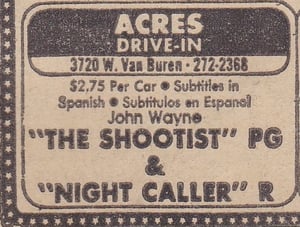 ACRES
DRIVE-IN
3720 W. Van Buren • 272-2368
$2.75 Per Car • Subtitles in
Spanish • Subtitulos en Espanol
John Wayne
"THE SHOOTIST" PG
&
"NIGHT CALLER" R